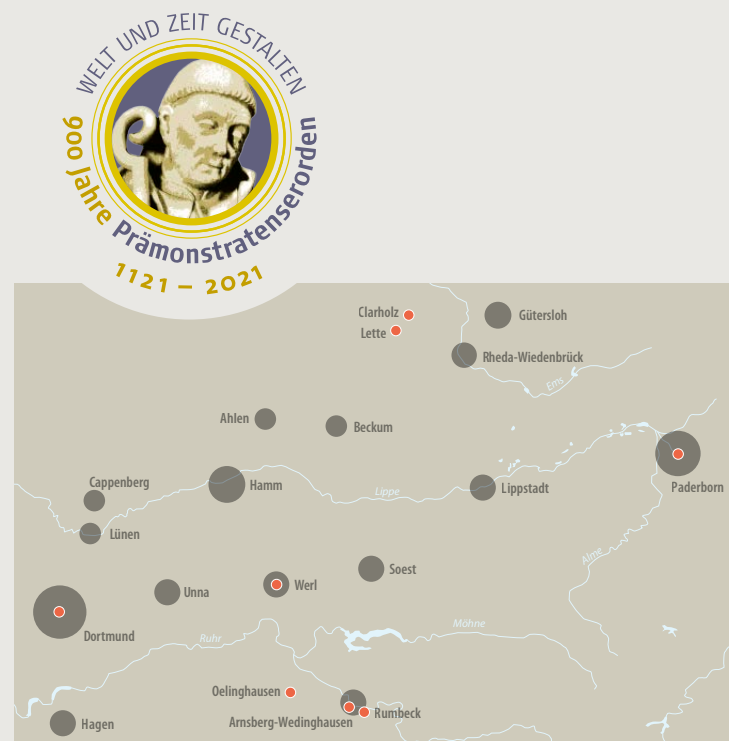 WELT UND ZEIT GESTALTEN
900 Jahre Prämonstratenserorden
1121 – 2021
Clarholz
Gütersloh
Lette
Rheda-Wiedenbrück
Ems
Ahlen
Beckum
Cappenberg
Hamm
Lippe
Lippstadt
Paderborn
Lünen
Alme
Soest
Werl
Unna
Möhne
Dortmund
Ruhr
Oelinghausen
Rumbeck
Arnsberg-Wedinghausen
Hagen